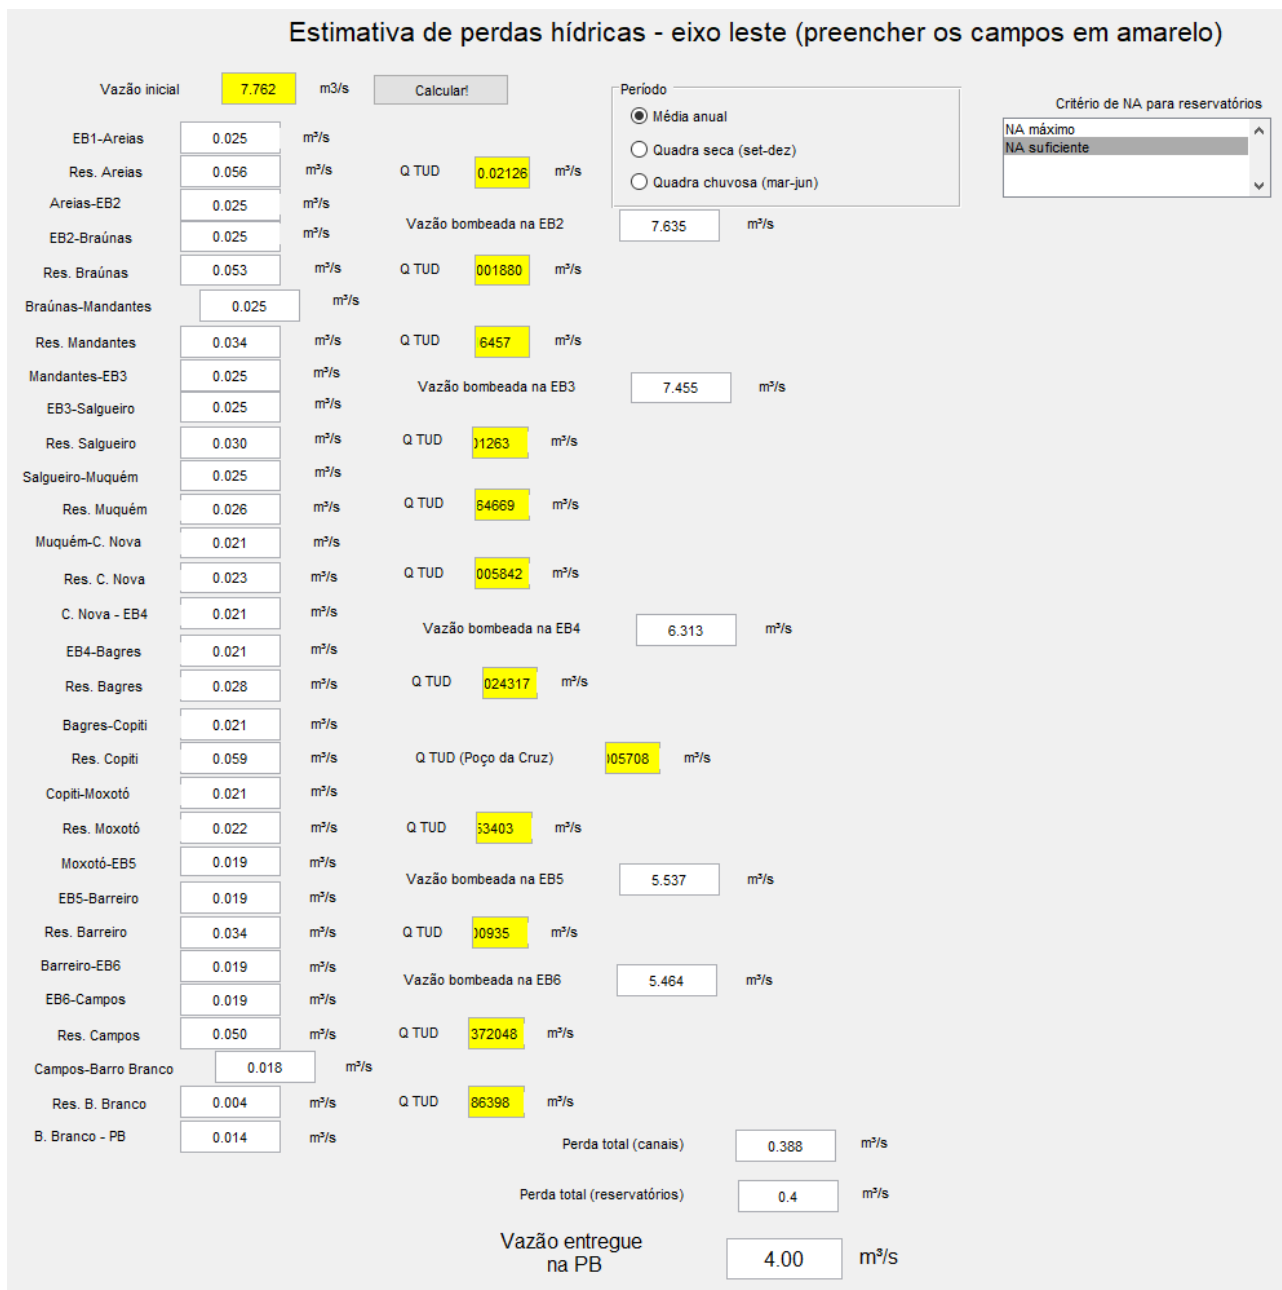 Estimativa de perdas hídricas - eixo leste (preencher os campos em amarelo)
Vazão inicial 7.762 m3/s Calcular!
Período
Média anual
Quadra seca (set-dez)
Quadra chuvosa (mar-jun)
Critério de NA para reservatórios
NA máximo
NA suficiente
EB1-Areias 0.025 m³/s
Res. Areias 0.056 m³/s Q TUD 0.02126 m³/s
Areias-EB2 0.025 m³/s
Vazão bombeada na EB2 7.635 m³/s
EB2-Braúnas 0.025 m³/s
Res. Braúnas 0.053 m³/s Q TUD 001880 m³/s
Braúnas-Mandantes 0.025 m³/s
Res. Mandantes 0.034 m³/s Q TUD 6457 m³/s
Mandantes-EB3 0.025 m³/s
Vazão bombeada na EB3 7.455 m³/s
EB3-Salgueiro 0.025 m³/s
Res. Salgueiro 0.030 m³/s Q TUD 01263 m³/s
Salgueiro-Muquém 0.025 m³/s
Res. Muquém 0.026 m³/s Q TUD 64669 m³/s
Muquém-C. Nova 0.021 m³/s
Res. C. Nova 0.023 m³/s Q TUD 005842 m³/s
C. Nova - EB4 0.021 m³/s
Vazão bombeada na EB4 6.313 m³/s
EB4-Bagres 0.021 m³/s
Res. Bagres 0.028 m³/s Q TUD 024317 m³/s
Bagres-Copiti 0.021 m³/s
Res. Copiti 0.059 m³/s Q TUD (Poço da Cruz) 005708 m³/s
Copiti-Moxotó 0.021 m³/s
Res. Moxotó 0.022 m³/s Q TUD 53403 m³/s
Moxotó-EB5 0.019 m³/s
Vazão bombeada na EB5 5.537 m³/s
EB5-Barreiro 0.019 m³/s
Res. Barreiro 0.034 m³/s Q TUD 00935 m³/s
Barreiro-EB6 0.019 m³/s
Vazão bombeada na EB6 5.464 m³/s
EB6-Campos 0.019 m³/s
Res. Campos 0.050 m³/s Q TUD 372048 m³/s
Campos-Barro Branco 0.018 m³/s
Res. B. Branco 0.004 m³/s Q TUD 86398 m³/s
B. Branco - PB 0.014 m³/s
Perda total (canais) 0.388 m³/s
Perda total (reservatórios) 0.4 m³/s
Vazão entregue
na PB 4.00 m³/s